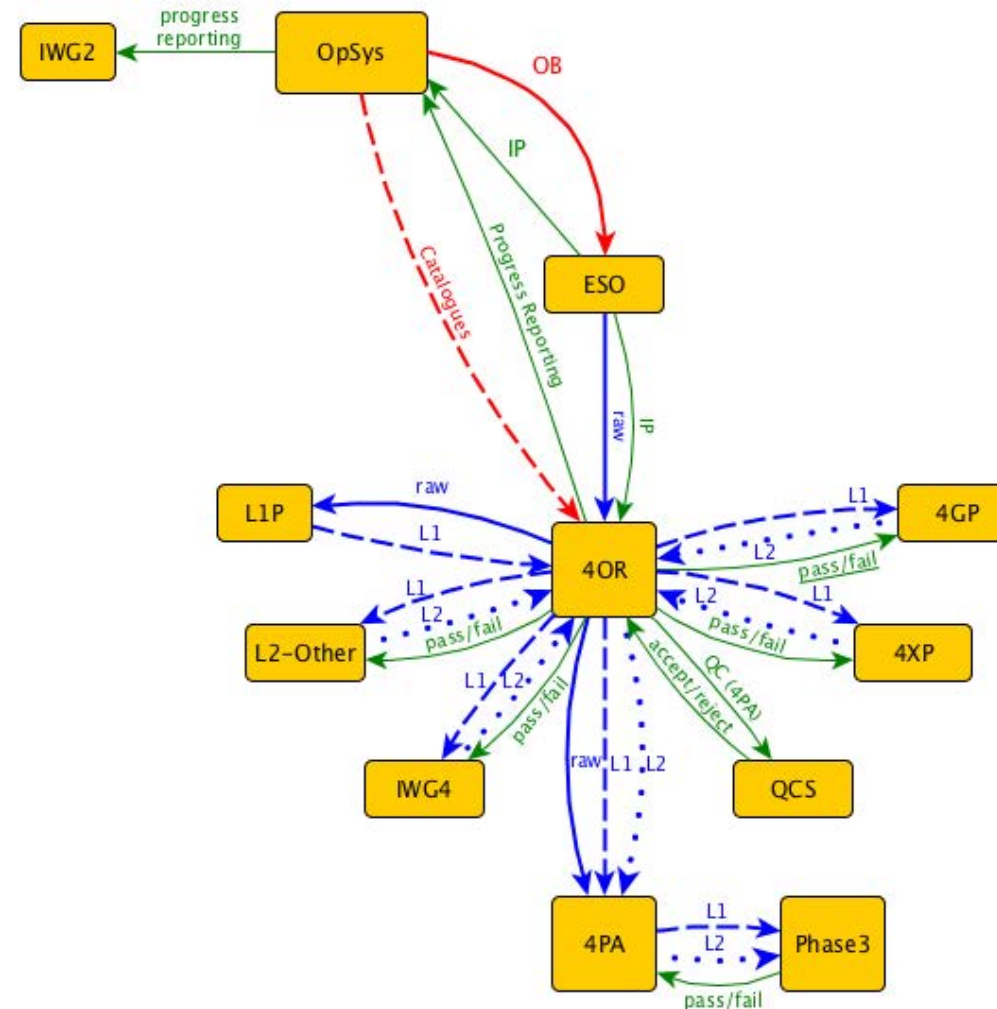 progress
reporting
IWG2
OpSys
OB
IP
Progress Reporting
Catalogues
ESO
raw
IP
L1P
raw
L1
4OR
L1
L2
4GP
pass/fail
L1
L2
pass/fail
4XP
L1
L2
pass/fail
L2-Other
L1
L2
pass/fail
IWG4
QC (4PA)
accept/reject
QCS
raw
L1
L2
4PA
L1
L2
Phase3
pass/fail